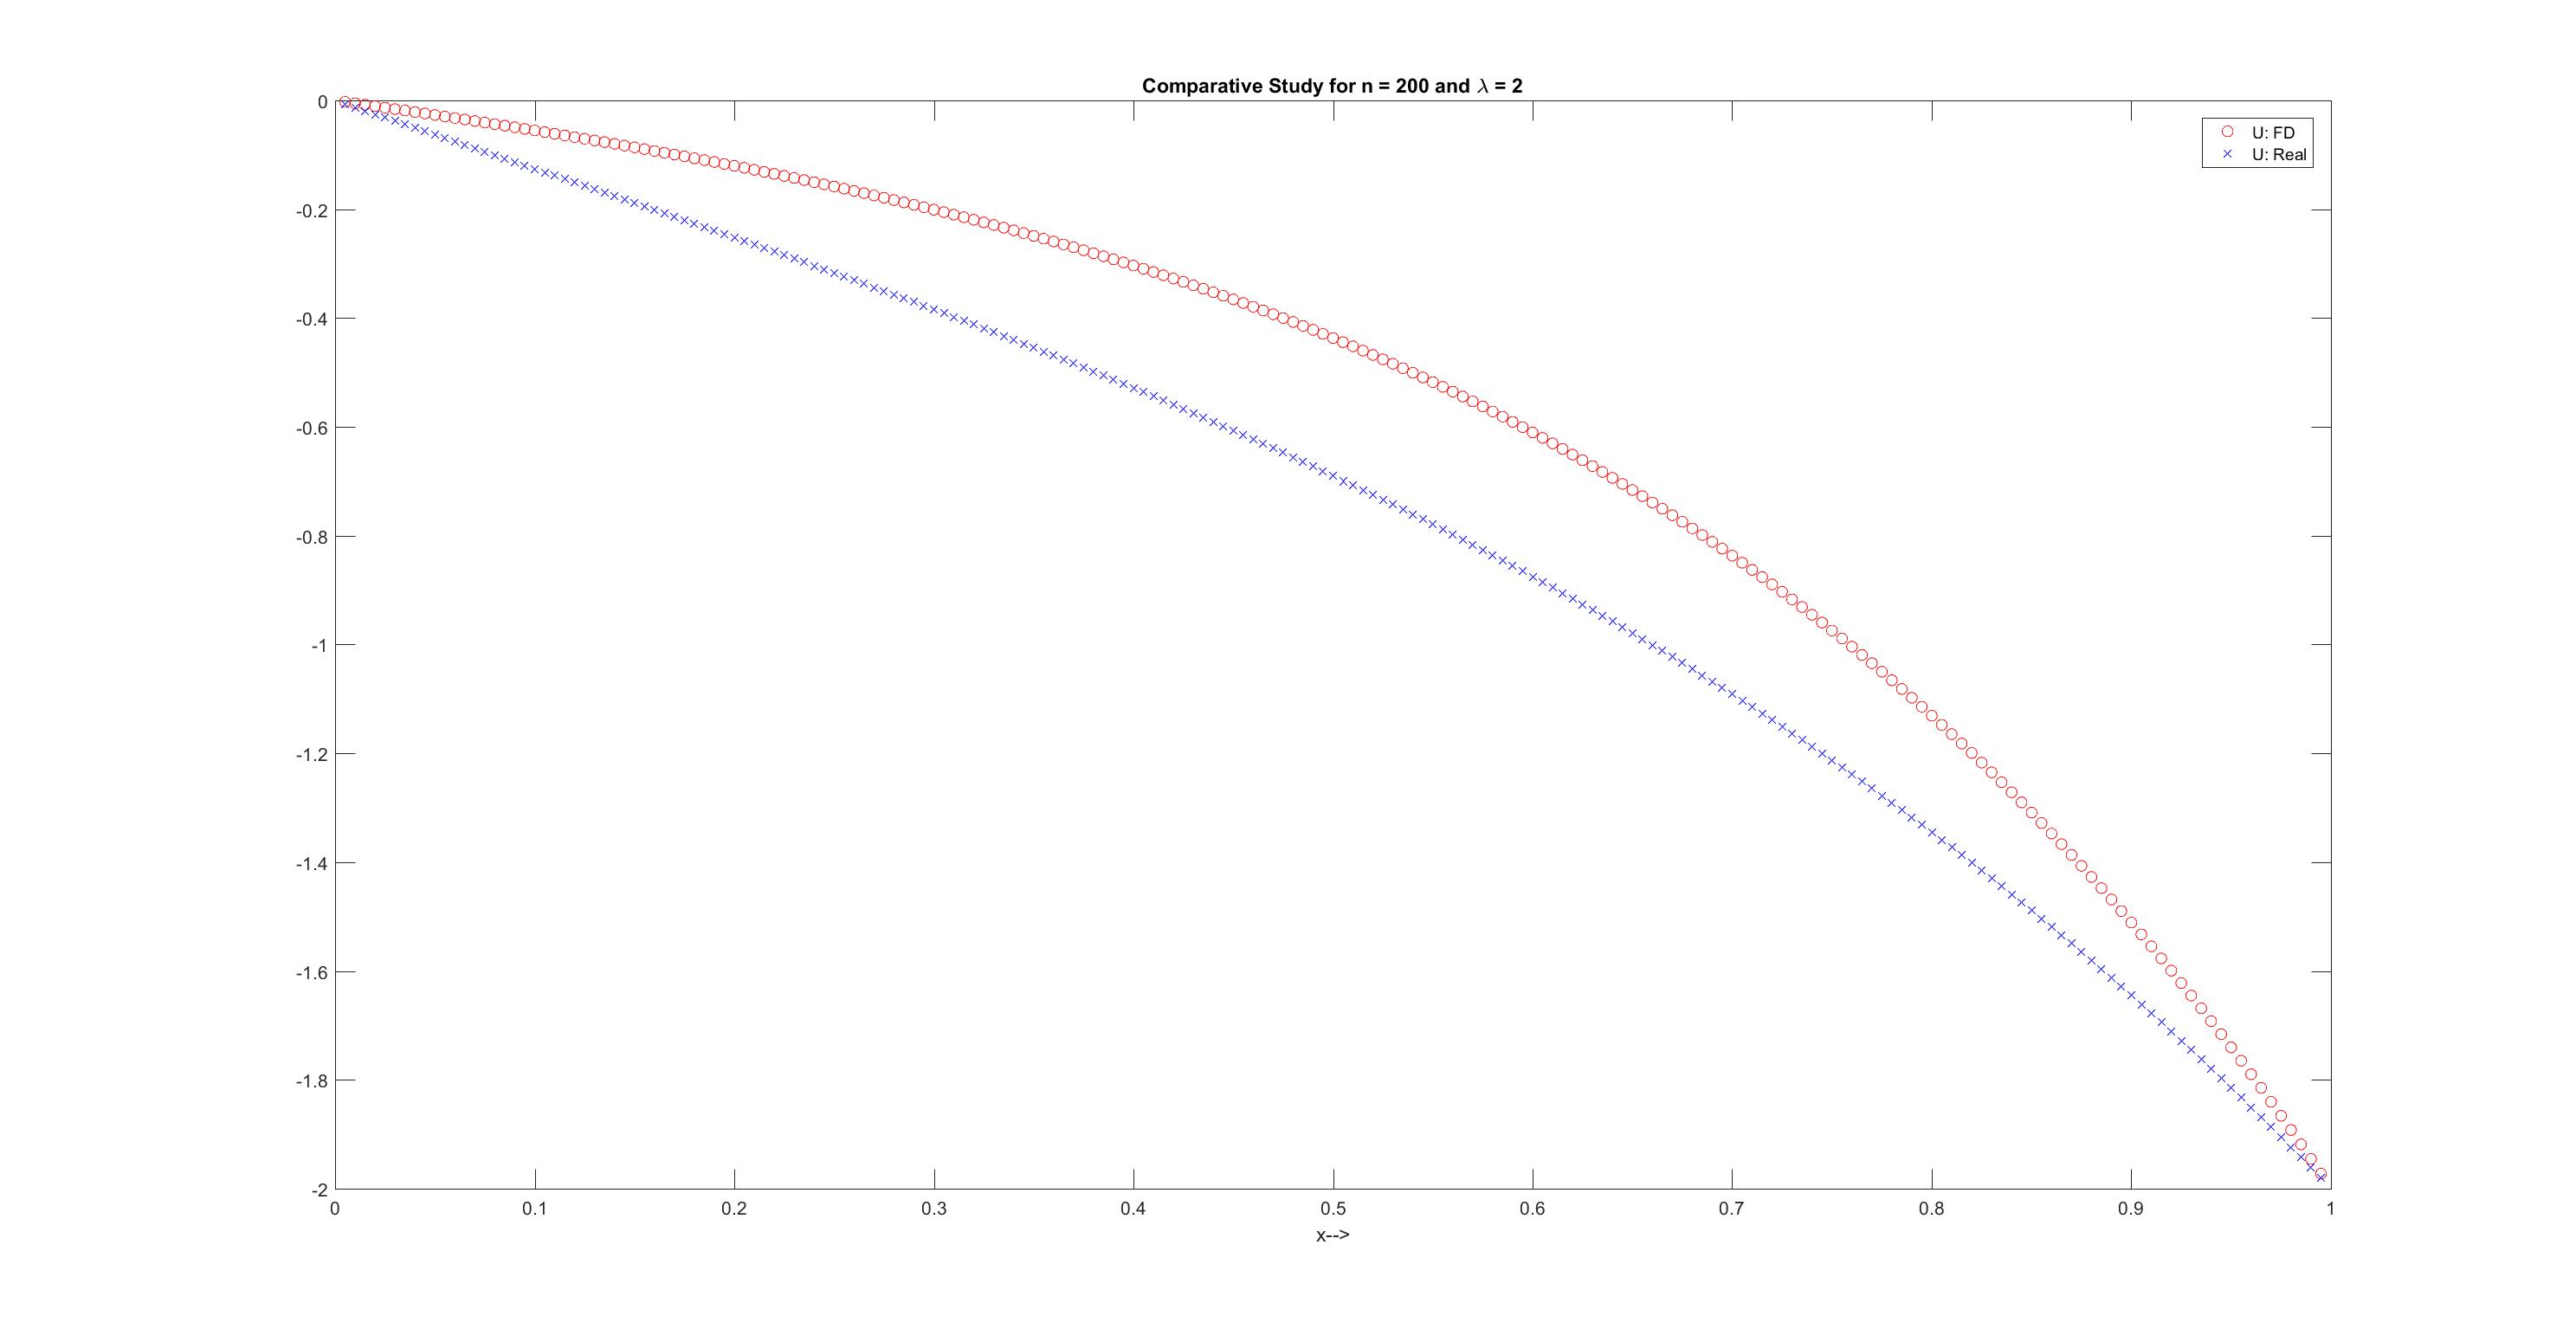 Comparative Study for n = 200 and λ = 2
U: FD
U: Real
0
-0.2
-0.4
-0.6
-0.8
-1
-1.2
-1.4
-1.6
-1.8
-2
0 0.1 0.2 0.3 0.4 0.5 0.6 0.7 0.8 0.9 1
x-->